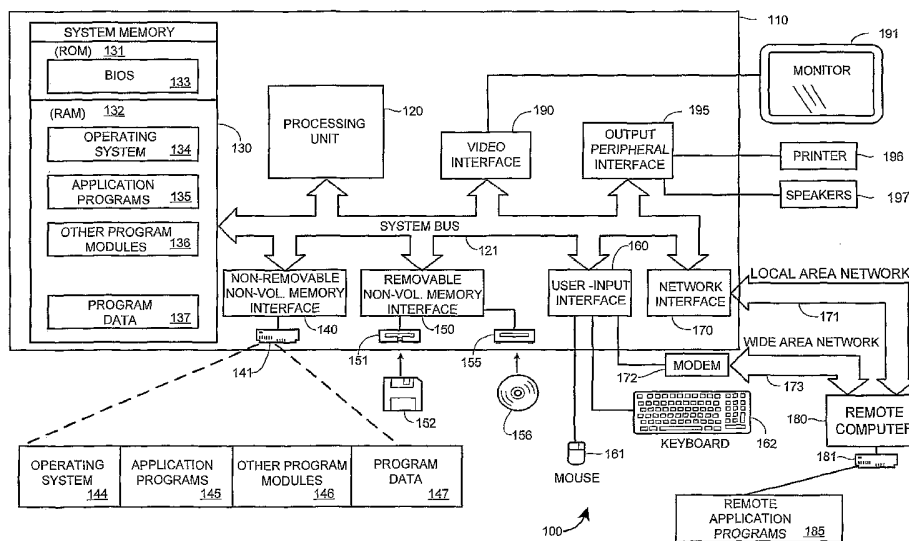 110
SYSTEM MEMORY
(ROM) 131
BIOS 133
(RAM) 132
OPERATING
SYSTEM 134
APPLICATION
PROGRAMS 135
OTHER PROGRAM
MODULES 136
PROGRAM
DATA 137
130
120
PROCESSING
UNIT
190
VIDEO
INTERFACE
195
OUTPUT
PERIPHERAL
INTERFACE
191
MONITOR
PRINTER
196
SPEAKERS
197
SYSTEM BUS
121
NON-REMOVABLE
NON-VOL. MEMORY
INTERFACE
140
REMOVABLE
NON-VOL. MEMORY
INTERFACE
150
160
USER -INPUT
INTERFACE
NETWORK
INTERFACE
170
LOCAL AREA NETWORK
171
WIDE AREA NETWORK
MODEM
172
173
141
151
155
152
156
161
MOUSE
KEYBOARD
162
180
REMOTE
COMPUTER
181
OPERATING
SYSTEM 144
APPLICATION
PROGRAMS 145
OTHER PROGRAM
MODULES 146
PROGRAM
DATA 147
100
REMOTE
APPLICATION
PROGRAMS 185